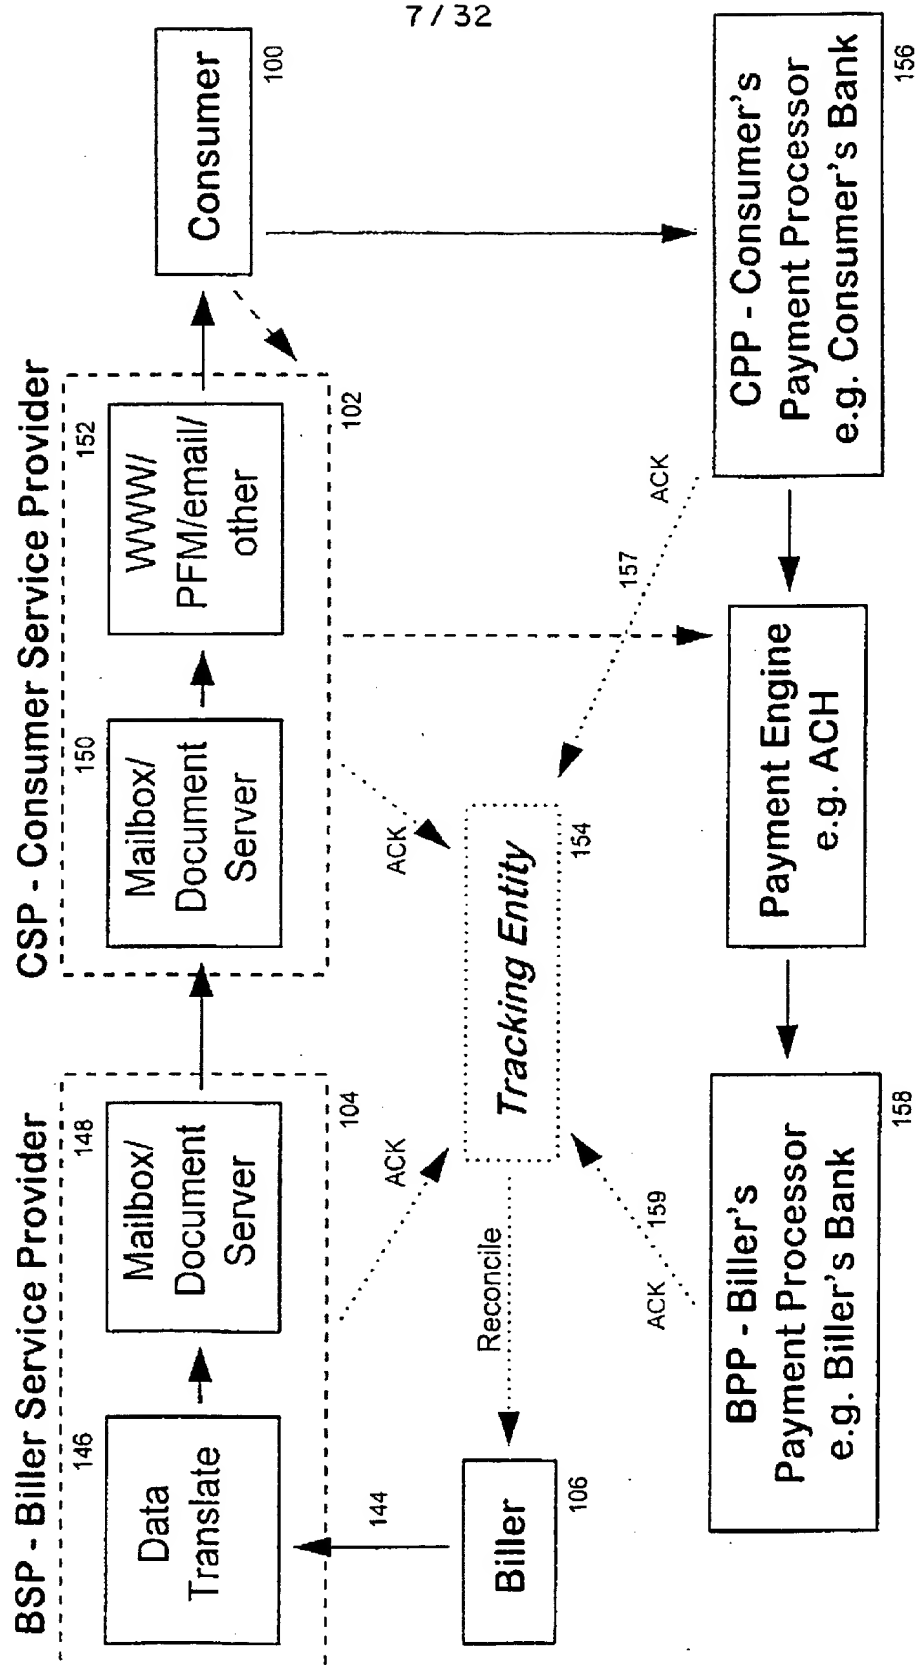 7/32
BSP - Biller Service Provider
CSP - Consumer Service Provider
146
Data
Translate
148
Mailbox/
Document
Server
104
150
Mailbox/
Document
Server
152
WWW/
PFM/email/
other
102
Consumer
100
144
ACK
ACK
ACK
157
Biller
106
Reconcile
Tracking Entity
154
ACK
159
BPP - Biller's
Payment Processor
e.g. Biller's Bank
158
Payment Engine
e.g. ACH
CPP - Consumer's
Payment Processor
e.g. Consumer's Bank
156